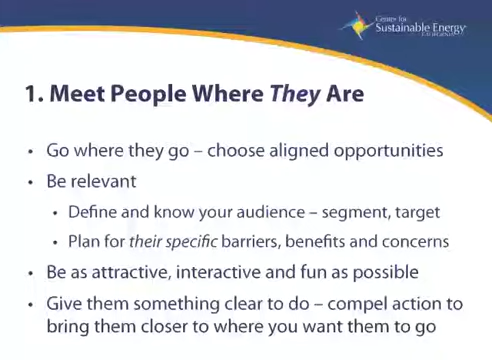 Center for
Sustainable Energy
1. Meet People Where They Are
• Go where they go – choose aligned opportunities
• Be relevant
• Define and know your audience – segment, target
• Plan for their specific barriers, benefits and concerns
• Be as attractive, interactive and fun as possible
• Give them something clear to do – compel action to
bring them closer to where you want them to go